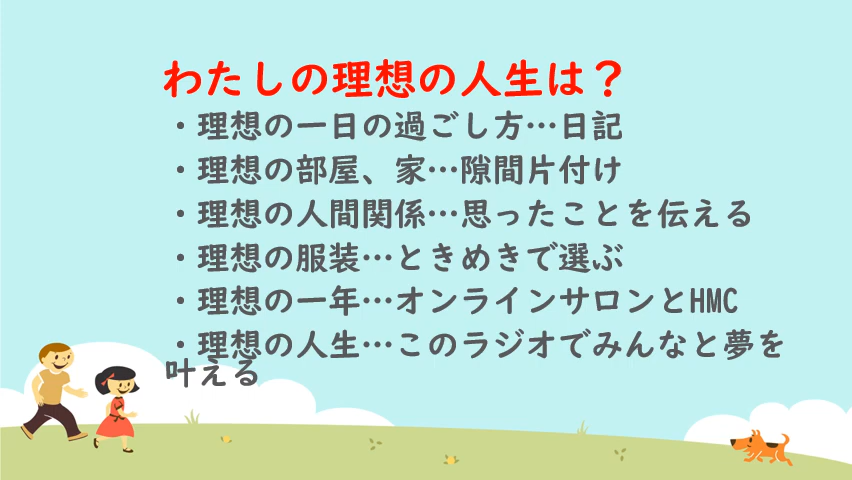 わたしの理想の人生は？
・理想の一日の過ごし方…日記
・理想の部屋、家…隙間片付け
・理想の人間関係…思ったことを伝える
・理想の服装…ときめきで選ぶ
・理想の一年…オンラインサロンとHMC
・理想の人生…このラジオでみんなと夢を
叶える